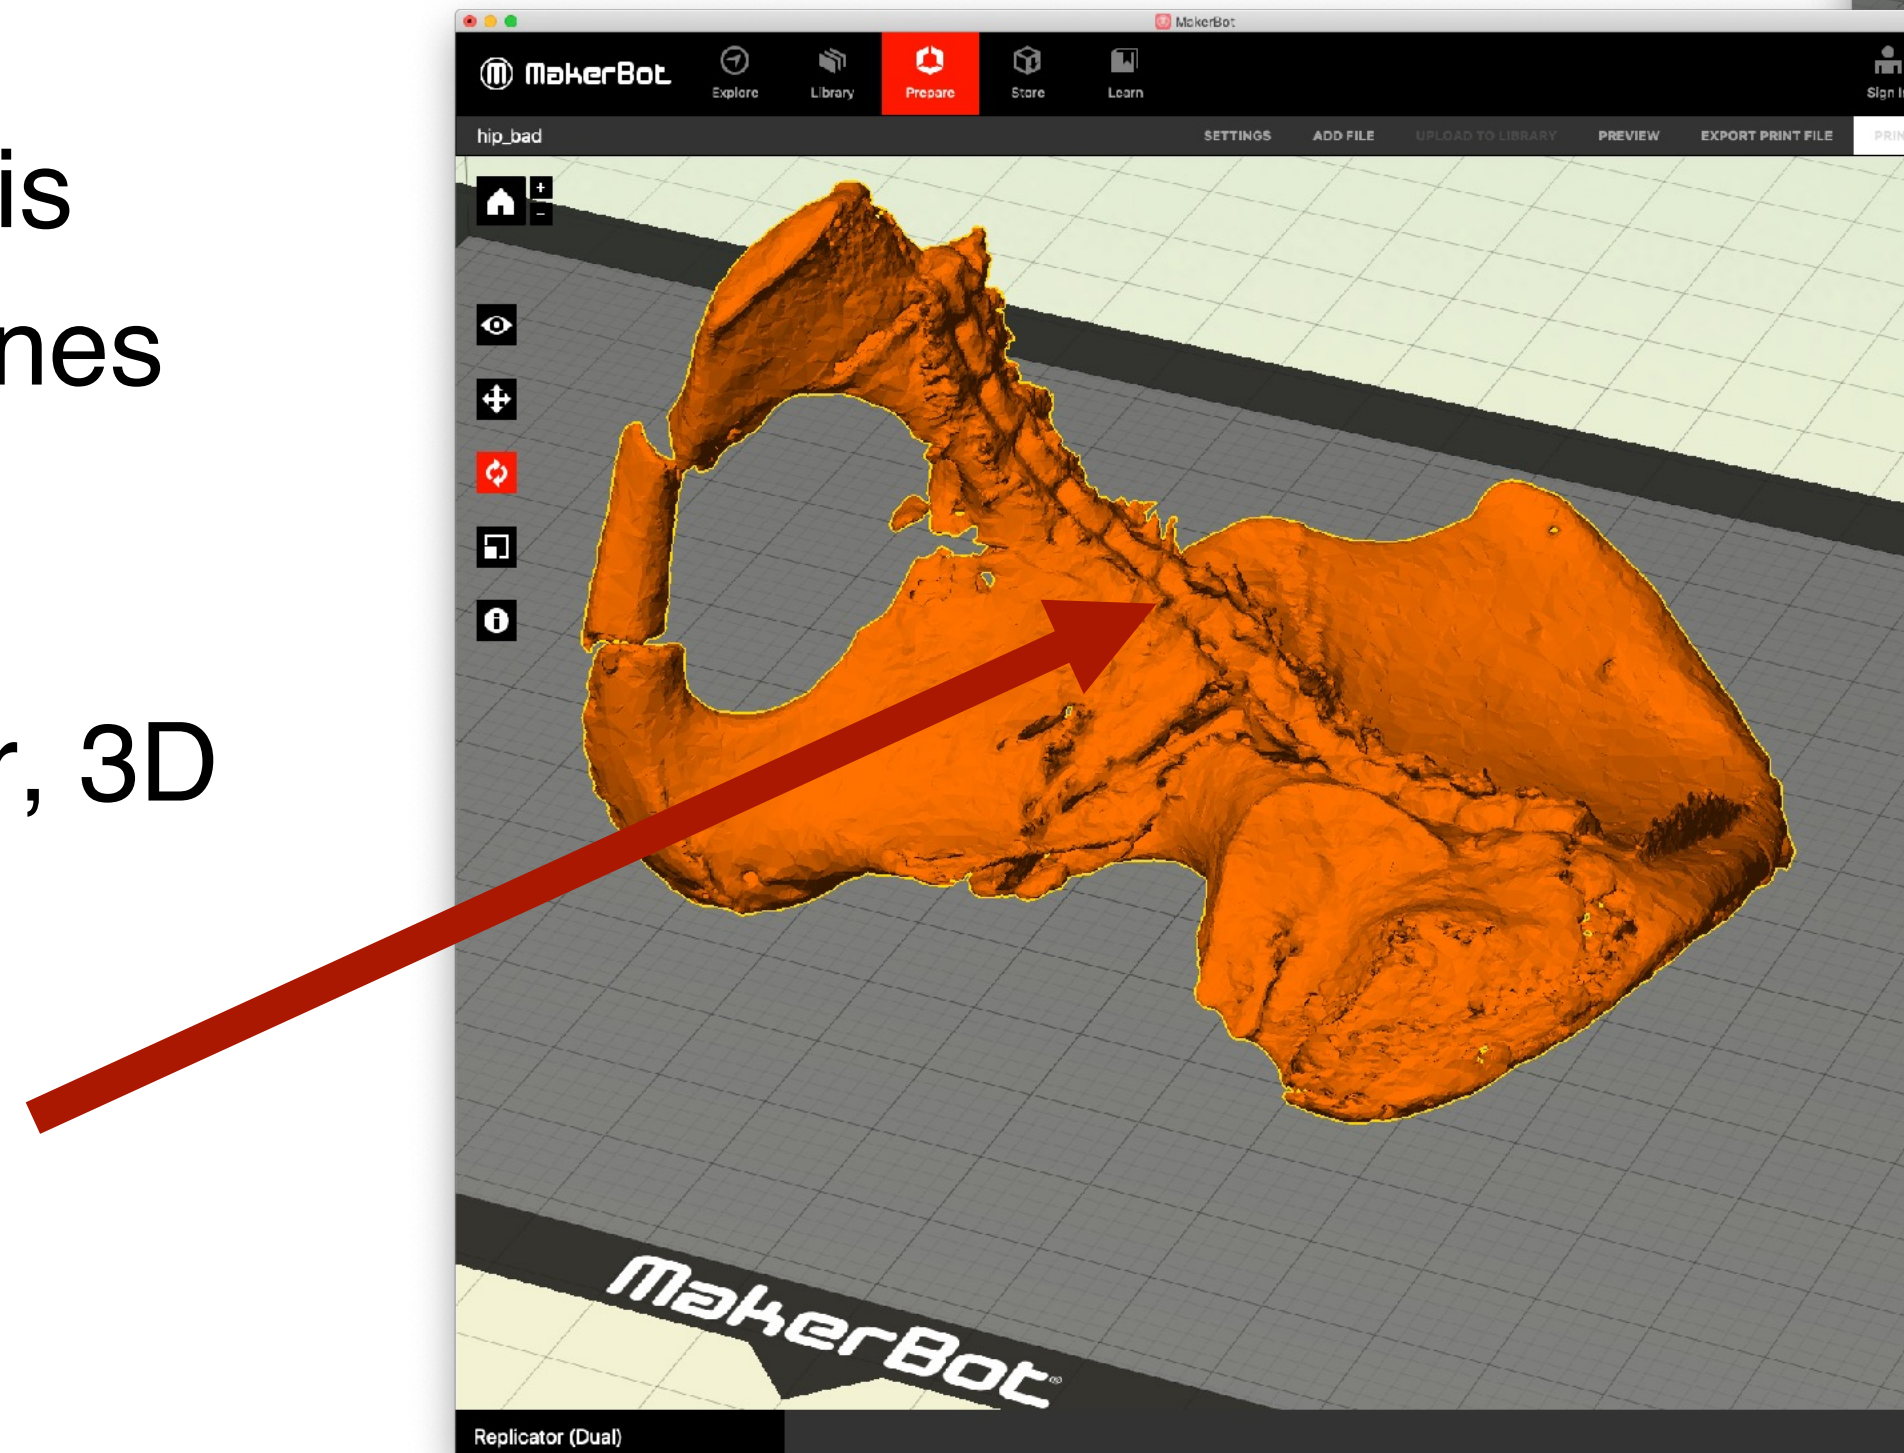 is
nes
r, 3D
MakerBot
MakerBot
Explore
Library
Prepare
Store
Learn
Sign I
hip_bad
SETTINGS
ADD FILE
UPLOAD TO LIBRARY
PREVIEW
EXPORT PRINT FILE
PRIN
MakerBot
Replicator (Dual)